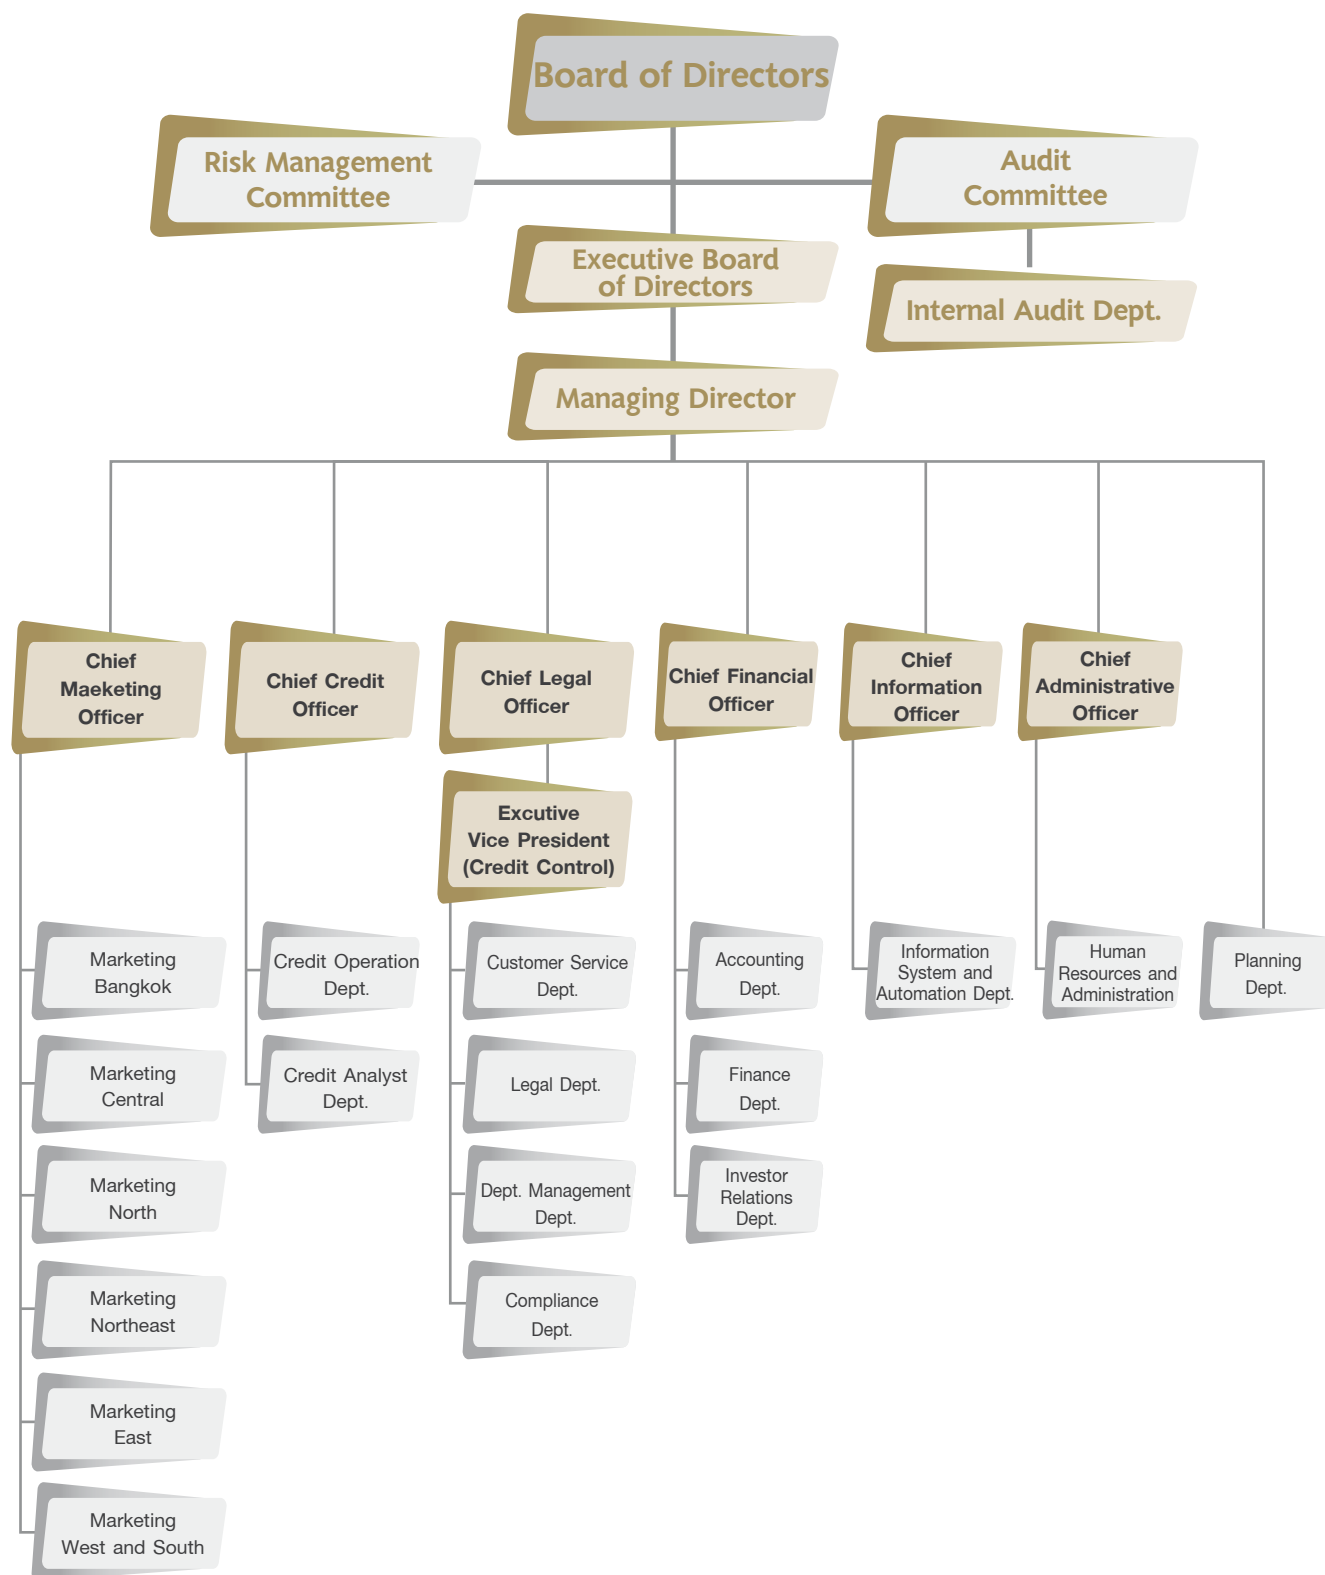 Board of Directors
Risk Management
Committee
Audit
Committee
Executive Board
of Directors
Internal Audit Dept.
Managing Director
Chief
Maeketing
Officer
Chief Credit
Officer
Chief Legal
Officer
Chief Financial
Officer
Chief
Information
Officer
Chief
Administrative
Officer
Excutive
Vice President
(Credit Control)
Marketing
Bangkok
Credit Operation
Dept.
Customer Service
Dept.
Accounting
Dept.
Information
System and
Automation Dept.
Human
Resources and
Administration
Planning
Dept.
Marketing
Central
Credit Analyst
Dept.
Legal Dept.
Finance
Dept.
Marketing
North
Dept. Management
Dept.
Investor
Relations
Dept.
Marketing
Northeast
Compliance
Dept.
Marketing
East
Marketing
West and South